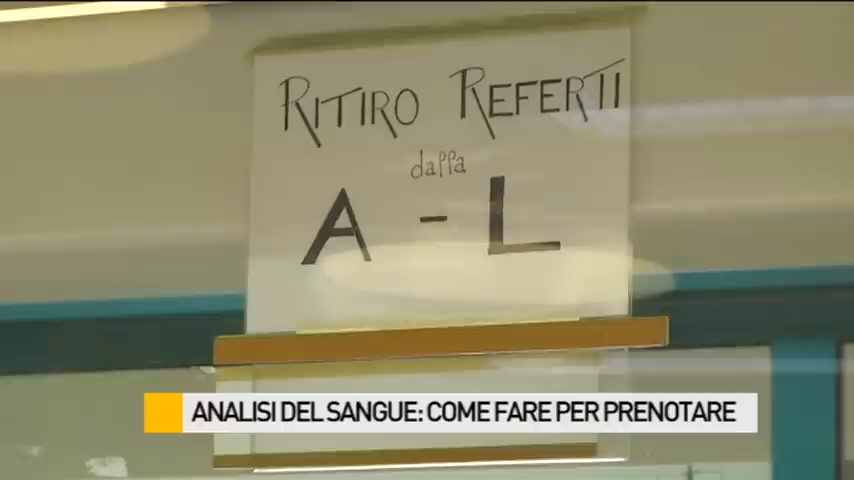 RITIRO REFERTI
dalla
A - L
ANALISI DEL SANGUE: COME FARE PER PRENOTARE